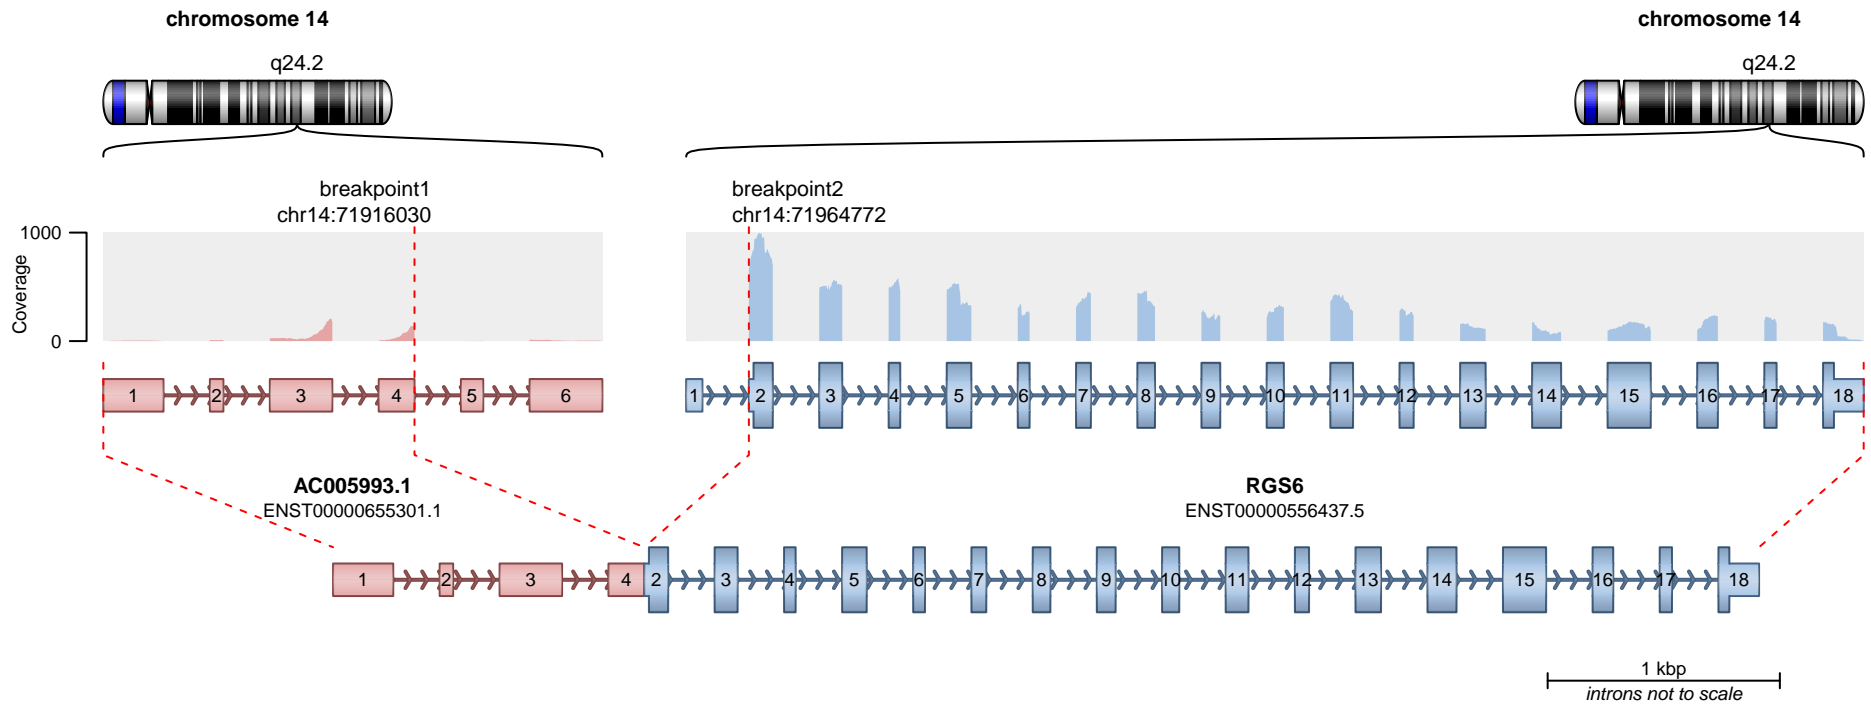 chromosome 14
chromosome 14
q24.2
q24.2
breakpoint1
chr14:71916030
breakpoint2
chr14:71964772
1000
0
Coverage
1 2 3 4 5 6
1 2 3 4 5 6 7 8 9 10 11 12 13 14 15 16 17 18
AC005993.1
ENST00000655301.1
RGS6
ENST00000556437.5
1 2 3 4 2 3 4 5 6 7 8 9 10 11 12 13 14 15 16 17 18
1 kbp
introns not to scale